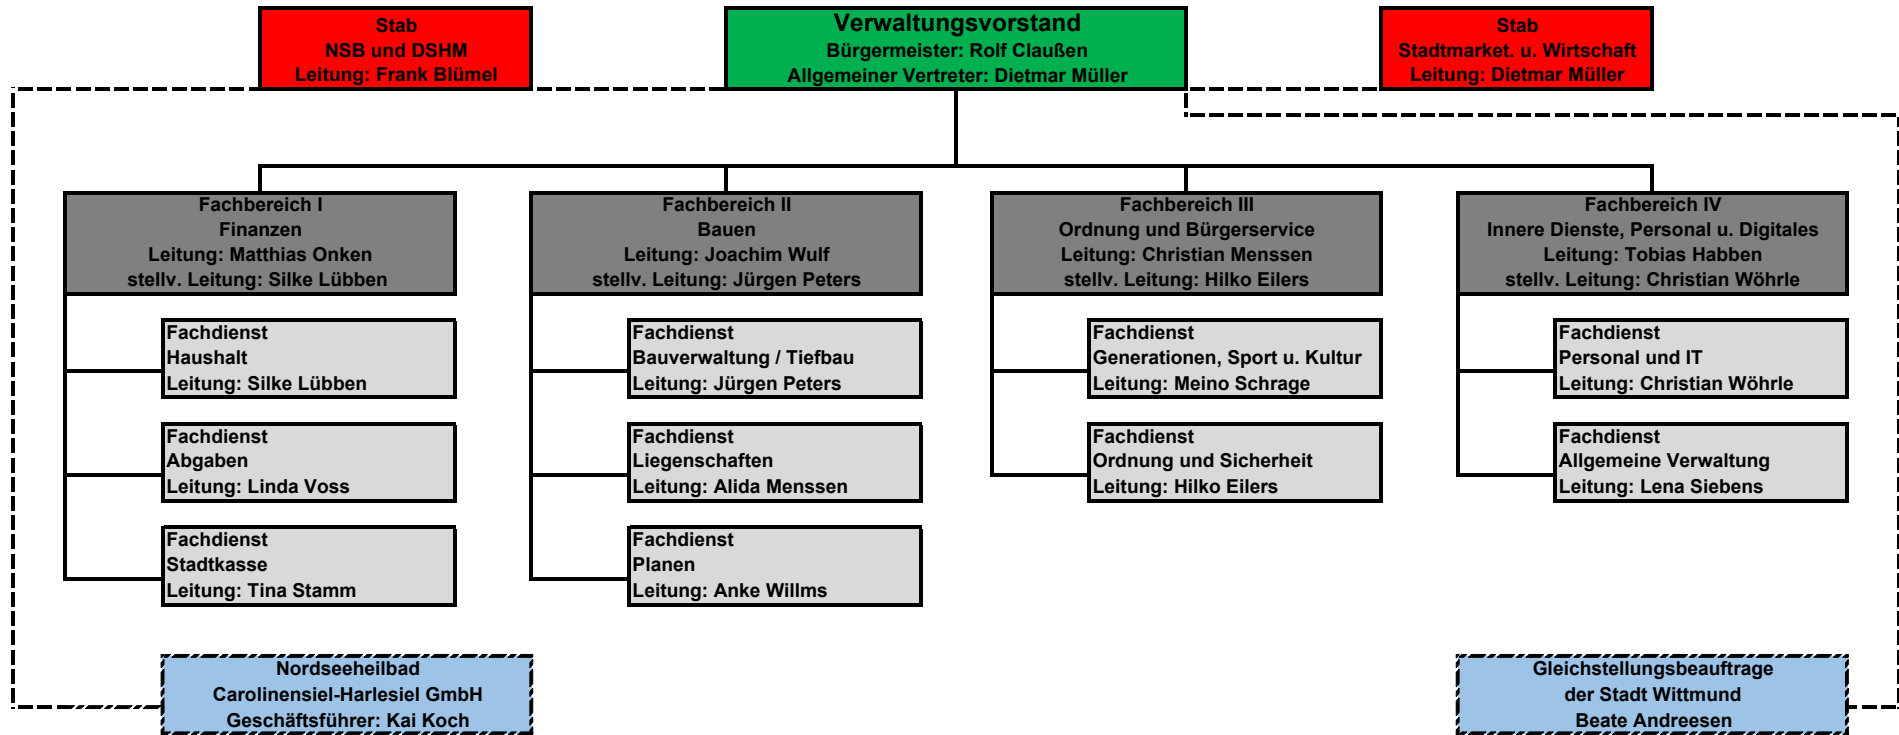 Stab
NSB und DSHM
Leitung: Frank Blümel
Verwaltungsvorstand
Bürgermeister: Rolf Claußen
Allgemeiner Vertreter: Dietmar Müller
Stab
Stadtmarket. u. Wirtschaft
Leitung: Dietmar Müller
Fachbereich I
Finanzen
Leitung: Matthias Onken
stellv. Leitung: Silke Lübben
Fachdienst
Haushalt
Leitung: Silke Lübben
Fachdienst
Abgaben
Leitung: Linda Voss
Fachdienst
Stadtkasse
Leitung: Tina Stamm
Fachbereich II
Bauen
Leitung: Joachim Wulf
stellv. Leitung: Jürgen Peters
Fachdienst
Bauverwaltung / Tiefbau
Leitung: Jürgen Peters
Fachdienst
Liegenschaften
Leitung: Alida Menssen
Fachdienst
Planen
Leitung: Anke Willms
Fachbereich III
Ordnung und Bürgerservice
Leitung: Christian Menssen
stellv. Leitung: Hilko Eilers
Fachdienst
Generationen, Sport u. Kultur
Leitung: Meino Schrage
Fachdienst
Ordnung und Sicherheit
Leitung: Hilko Eilers
Fachbereich IV
Innere Dienste, Personal u. Digitales
Leitung: Tobias Habben
stellv. Leitung: Christian Wöhrle
Fachdienst
Personal und IT
Leitung: Christian Wöhrle
Fachdienst
Allgemeine Verwaltung
Leitung: Lena Siebens
Nordseeheilbad
Carolinensiel-Harlesiel GmbH
Geschäftsführer: Kai Koch
Gleichstellungsbeauftrage
der Stadt Wittmund
Beate Andreesen